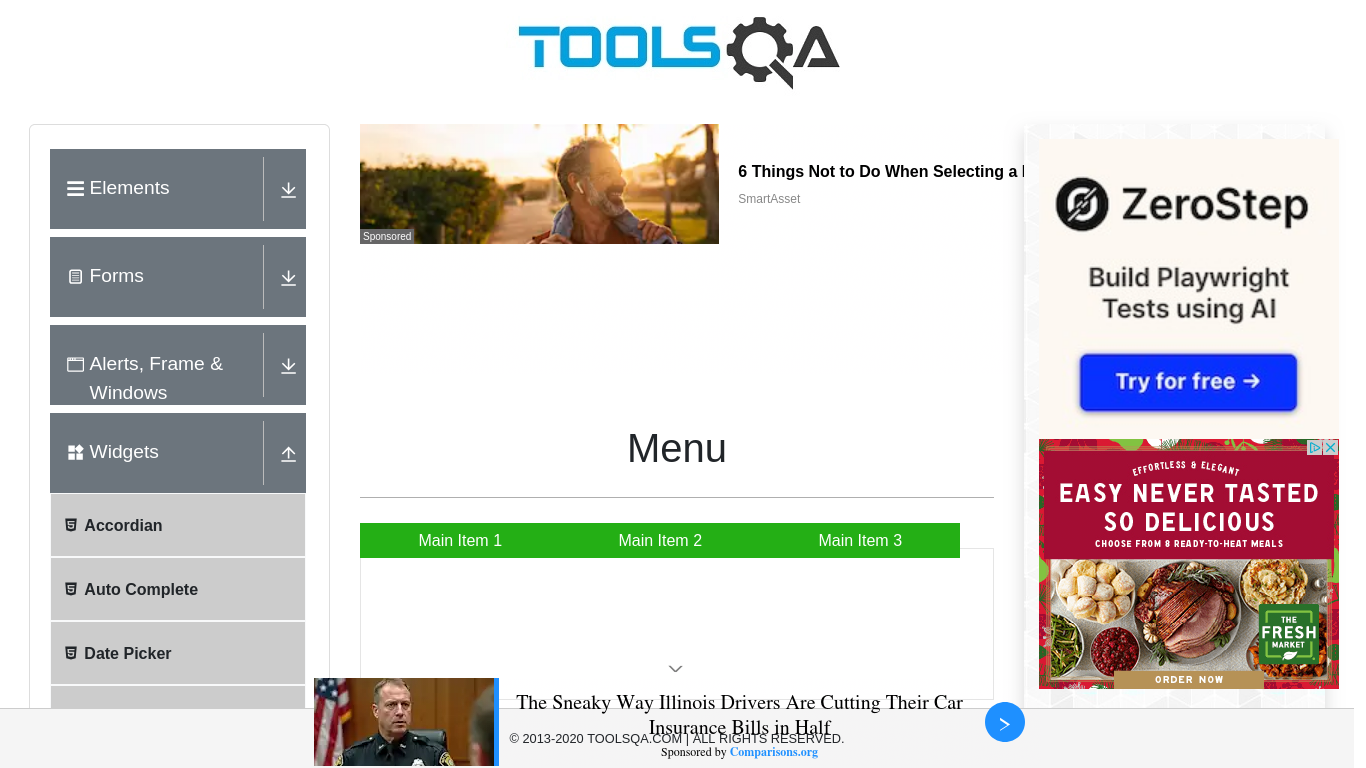 TOOLSQA
Elements
Forms
Alerts, Frame &
Windows
Widgets
Accordian
Auto Complete
Date Picker
Sponsored
6 Things Not to Do When Selecting a
SmartAsset
Menu
Main Item 1
Main Item 2
Main Item 3
ZeroStep
Build Playwright
Tests using AI
Try for free →
EFFORTLESS & ELEGANT
EASY NEVER TASTED
SO DELICIOUS
CHOOSE FROM 8 READY-TO-HEAT MEALS
THE
FRESH
MARKET
ORDER NOW
The Sneaky Way Illinois Drivers Are Cutting Their Car
Insurance Bills in Half
© 2013-2020 TOOLSQA.COM | ALL RIGHTS RESERVED.
Sponsored by Comparisons.org